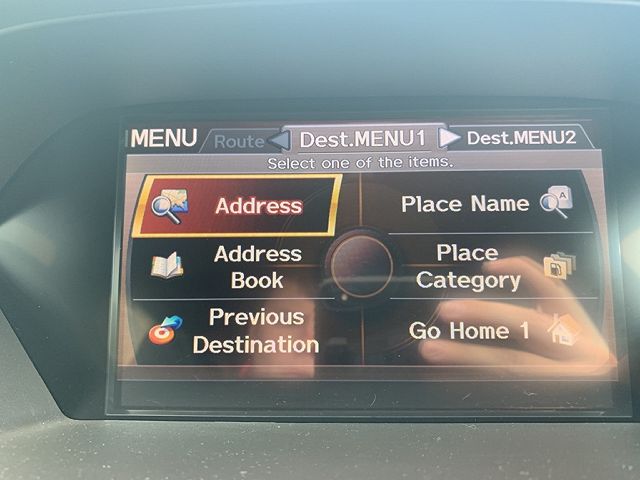 MENU Route Dest.MENU1 Dest.MENU2
Select one of the items.
Address
Place Name
A
Address
Book
Place
Category
Previous
Destination
Go Home 1